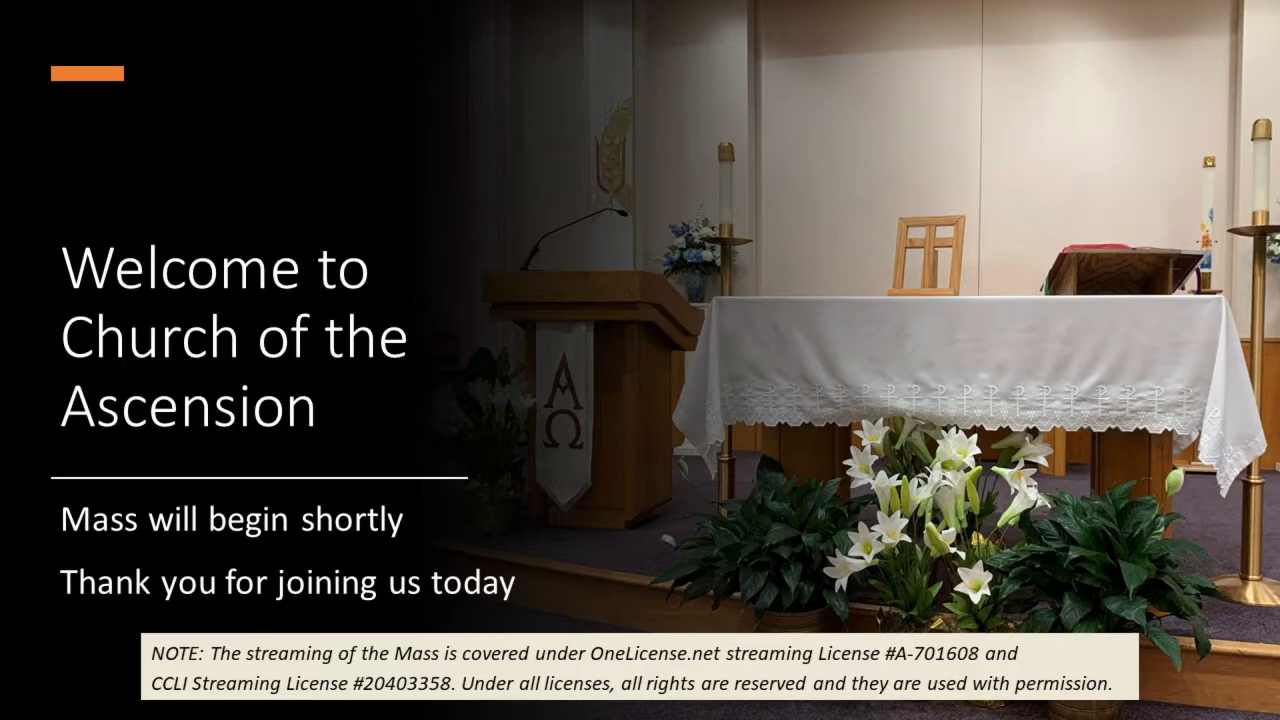 Welcome to
Church of the
Ascension
Mass will begin shortly
Thank you for joining us today
ΑΩ
NOTE: The streaming of the Mass is covered under OneLicense.net streaming License #A-701608 and
CCLI Streaming License #20403358. Under all licenses, all rights are reserved and they are used with permission.